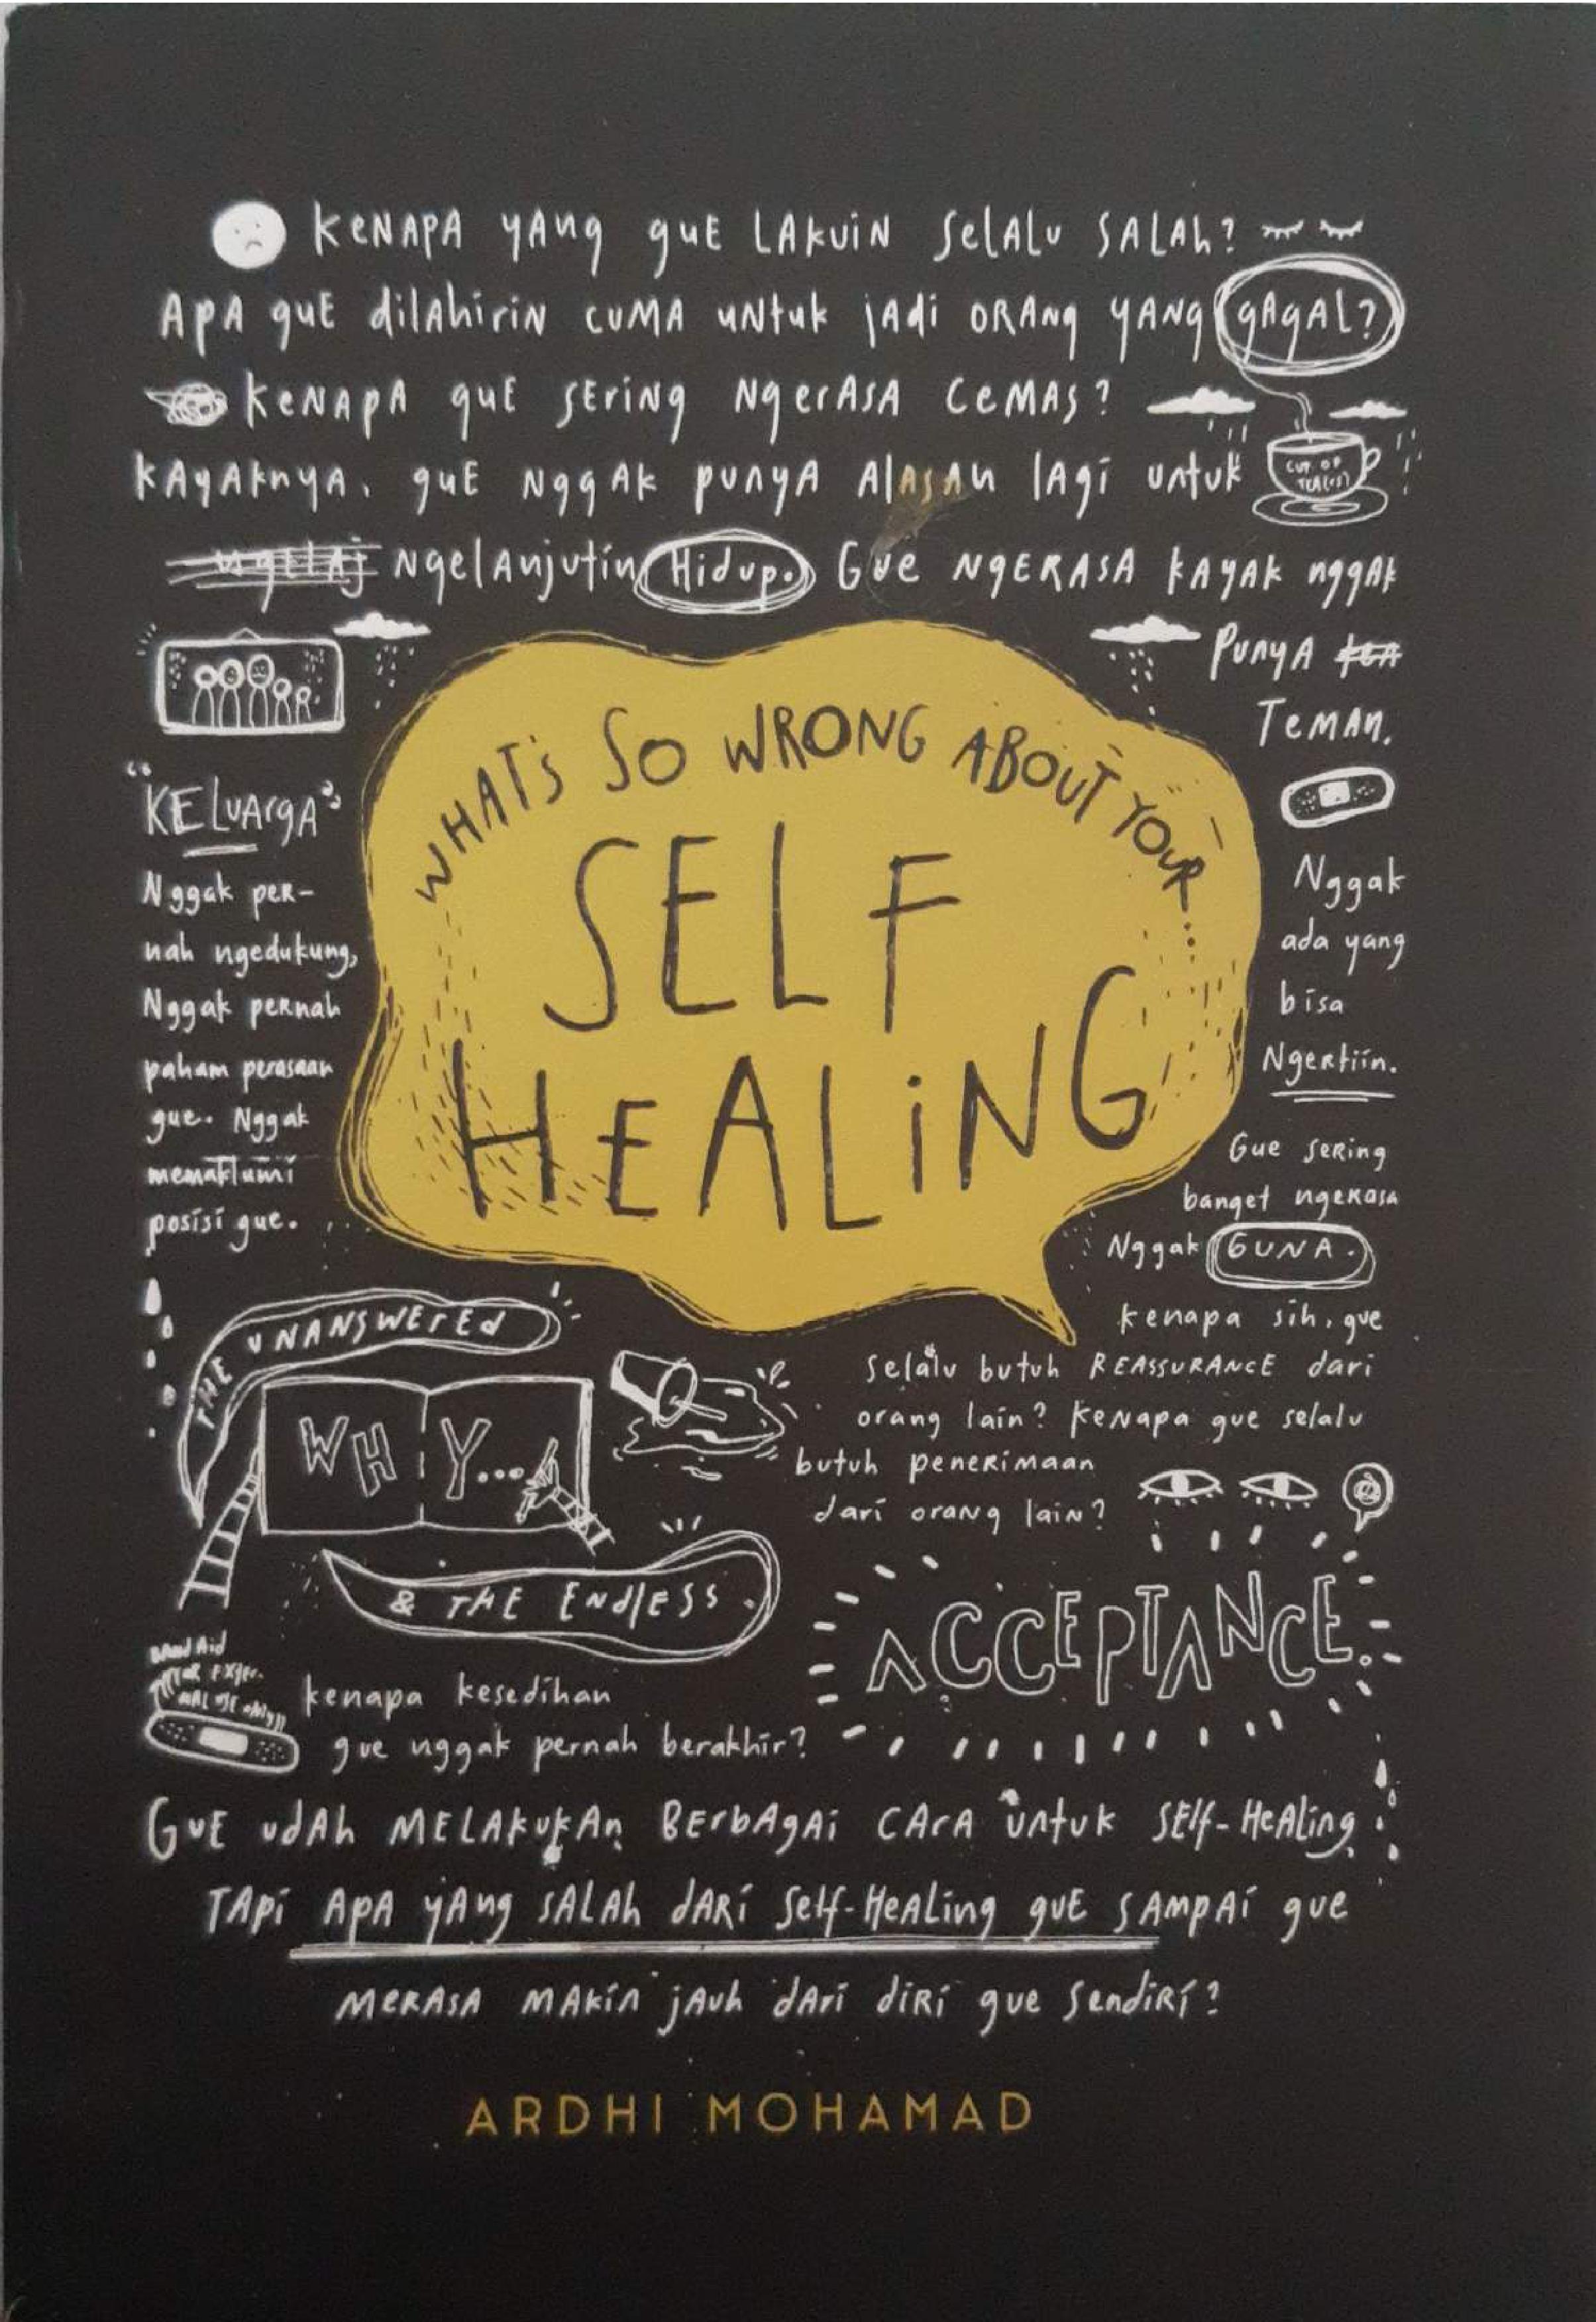 KENAPA YANG GUE LAKUIN SELALU SALAH?
APA GUE DILAHIRIN CUMA UNTUK JADI ORANG YANG GAGAL?
KENAPA GUE SERING NGERASA CEMAS?
KAYAKNYA, GUE NGGAK PUNYA ALASAN LAGI UNTUK
CUP OF
TEA(RS)
NGELAJ NGELANJUTIN HIDUP. GUE NGERASA KAYAK NGGAK
PUNYA
TEMAN.
WHAT'S SO WRONG ABOUT YOUR...
SELF
HEALING
"KELUARGA"
Nggak per-
nah ngedukung,
Nggak pernah
paham perasaan
gue. Nggak
memaklumi
posisi gue.
Nggak
ada yang
bisa
Ngertiin.
Gue sering
banget ngerasa
Nggak GUNA.
kenapa sih, gue
selalu butuh REASSURANCE dari
orang lain? Kenapa gue selalu
butuh penerimaan
dari orang lain?
THE UNANSWERED
WHY...
& THE ENDLESS
ACCEPTANCE.
Band Aid
kenapa kesedihan
gue nggak pernah berakhir?
GUE UDAH MELAKUKAN BERBAGAI CARA UNTUK SELF-HEALING,
TAPI APA YANG SALAH DARI SELF-HEALING GUE SAMPAI GUE
MERASA MAKIN JAUH DARI DIRI GUE SENDIRI?
ARDHI MOHAMAD